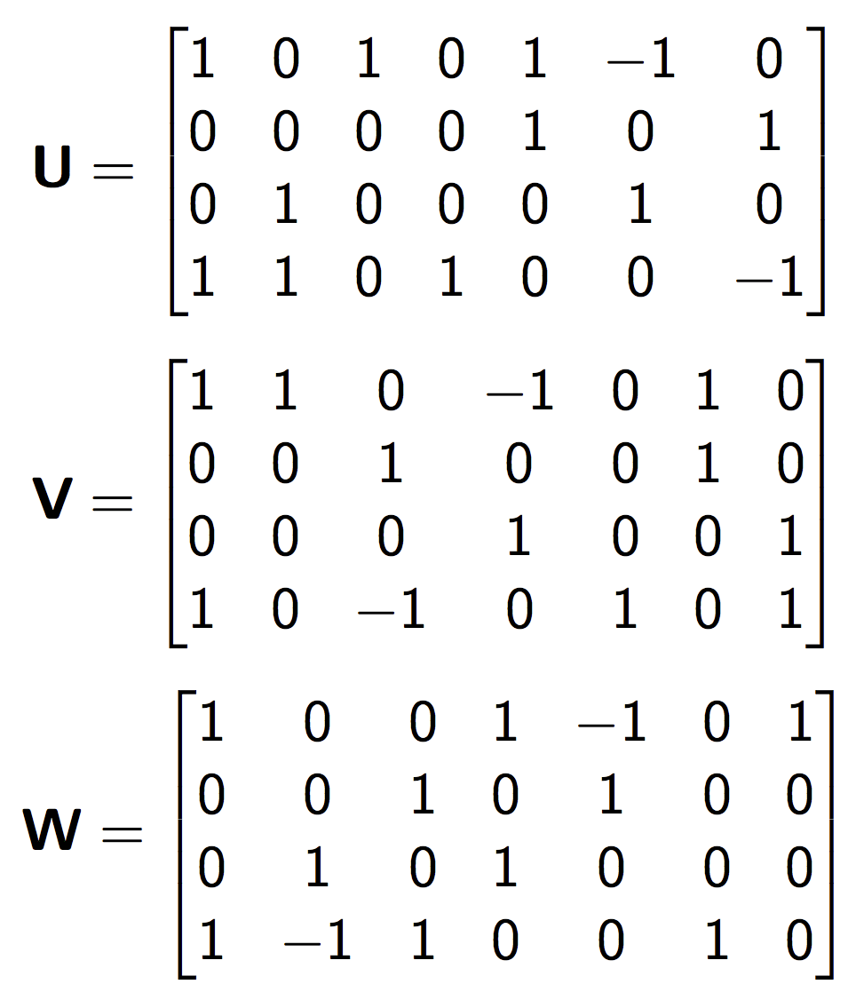 1 0 1 0 1 −1 0
0 0 0 0 1 0 1
U =
0 1 0 0 0 1 0
1 1 0 1 0 0 −1
1 1 0 −1 0 1 0
0 0 1 0 0 1 0
V =
0 0 0 1 0 0 1
1 0 −1 0 1 0 1
1 0 0 1 −1 0 1
0 0 1 0 1 0 0
W =
0 1 0 1 0 0 0
1 −1 1 0 0 1 0